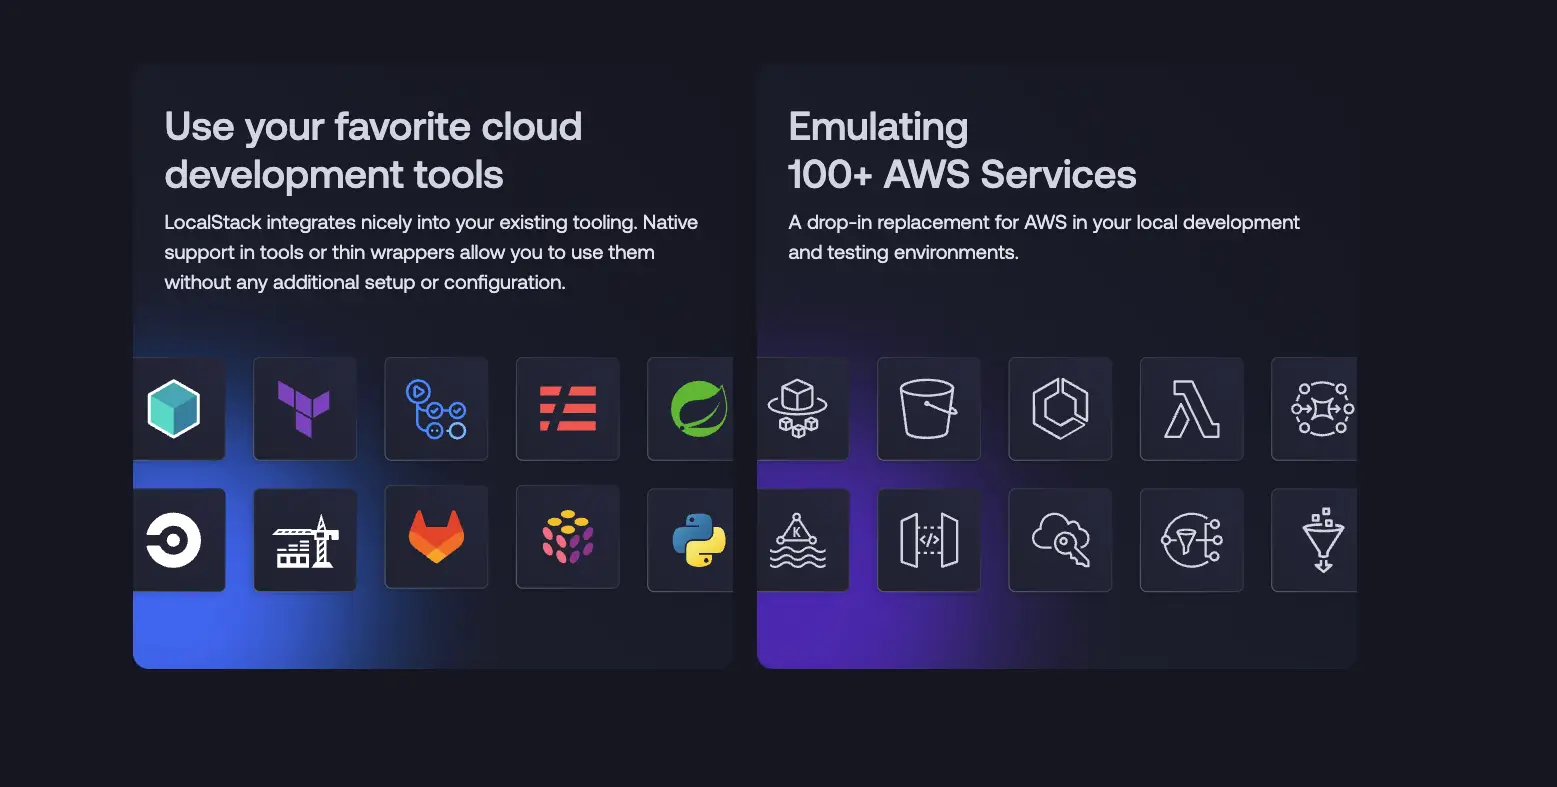 Use your favorite cloud
development tools
LocalStack integrates nicely into your existing tooling. Native
support in tools or thin wrappers allow you to use them
without any additional setup or configuration.
Emulating
100+ AWS Services
A drop-in replacement for AWS in your local development
and testing environments.
K
</>